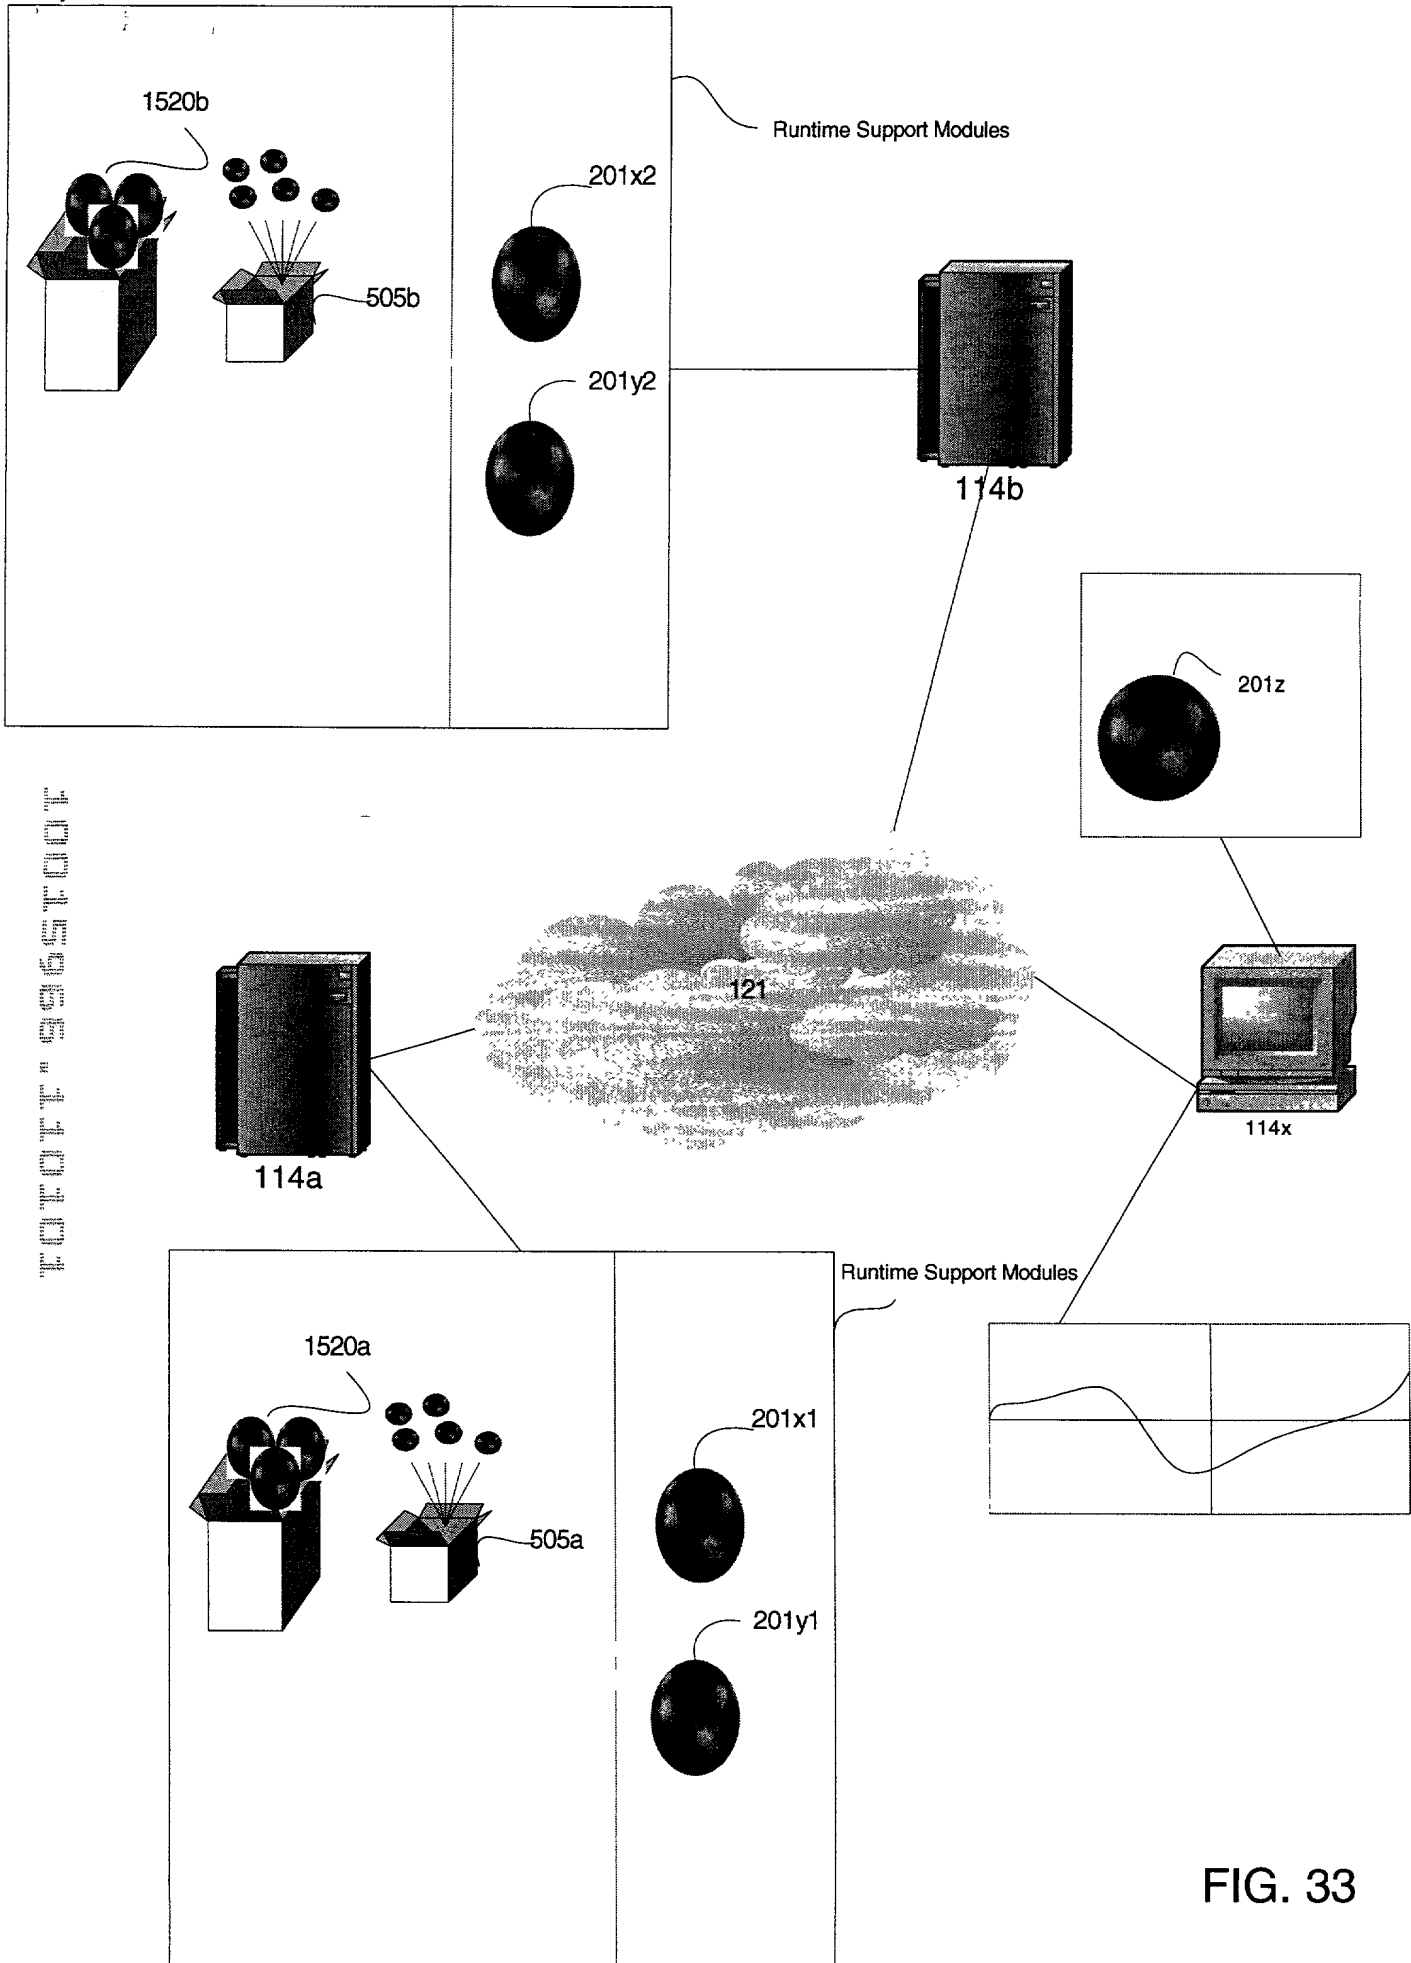 1520b
Runtime Support Modules
201x2
505b
201y2
114b
201z
121
114x
114a
Runtime Support Modules
1520a
201x1
505a
201y1
FIG. 33